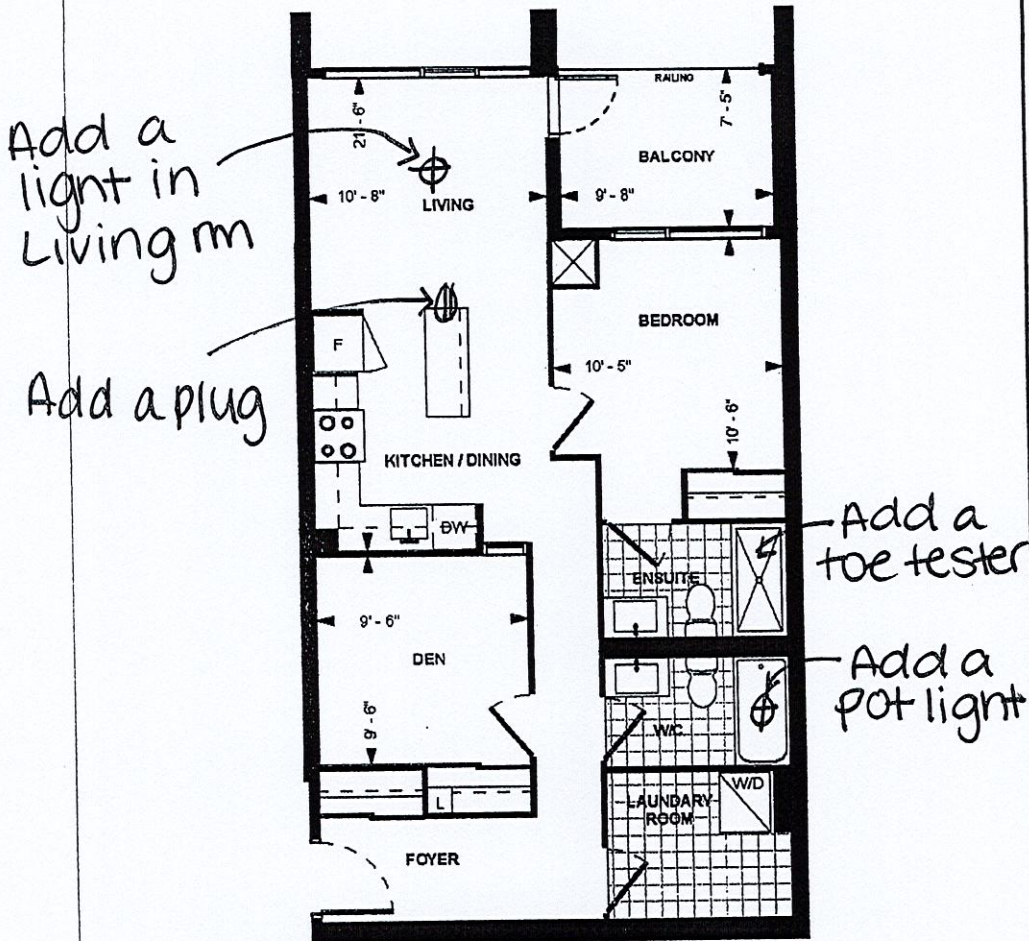 RAILING
21' - 6"
7' - 5"
Add a
light in
Living rm
BALCONY
10' - 8"
LIVING
9' - 8"
BEDROOM
F
10' - 5"
Add a plug
10' - 6"
KITCHEN / DINING
DW
Add a
toe tester
ENSUITE
9' - 6"
DEN
Add a
pot light
9' - 6"
W/C
W/D
L
LAUNDARY
ROOM
FOYER